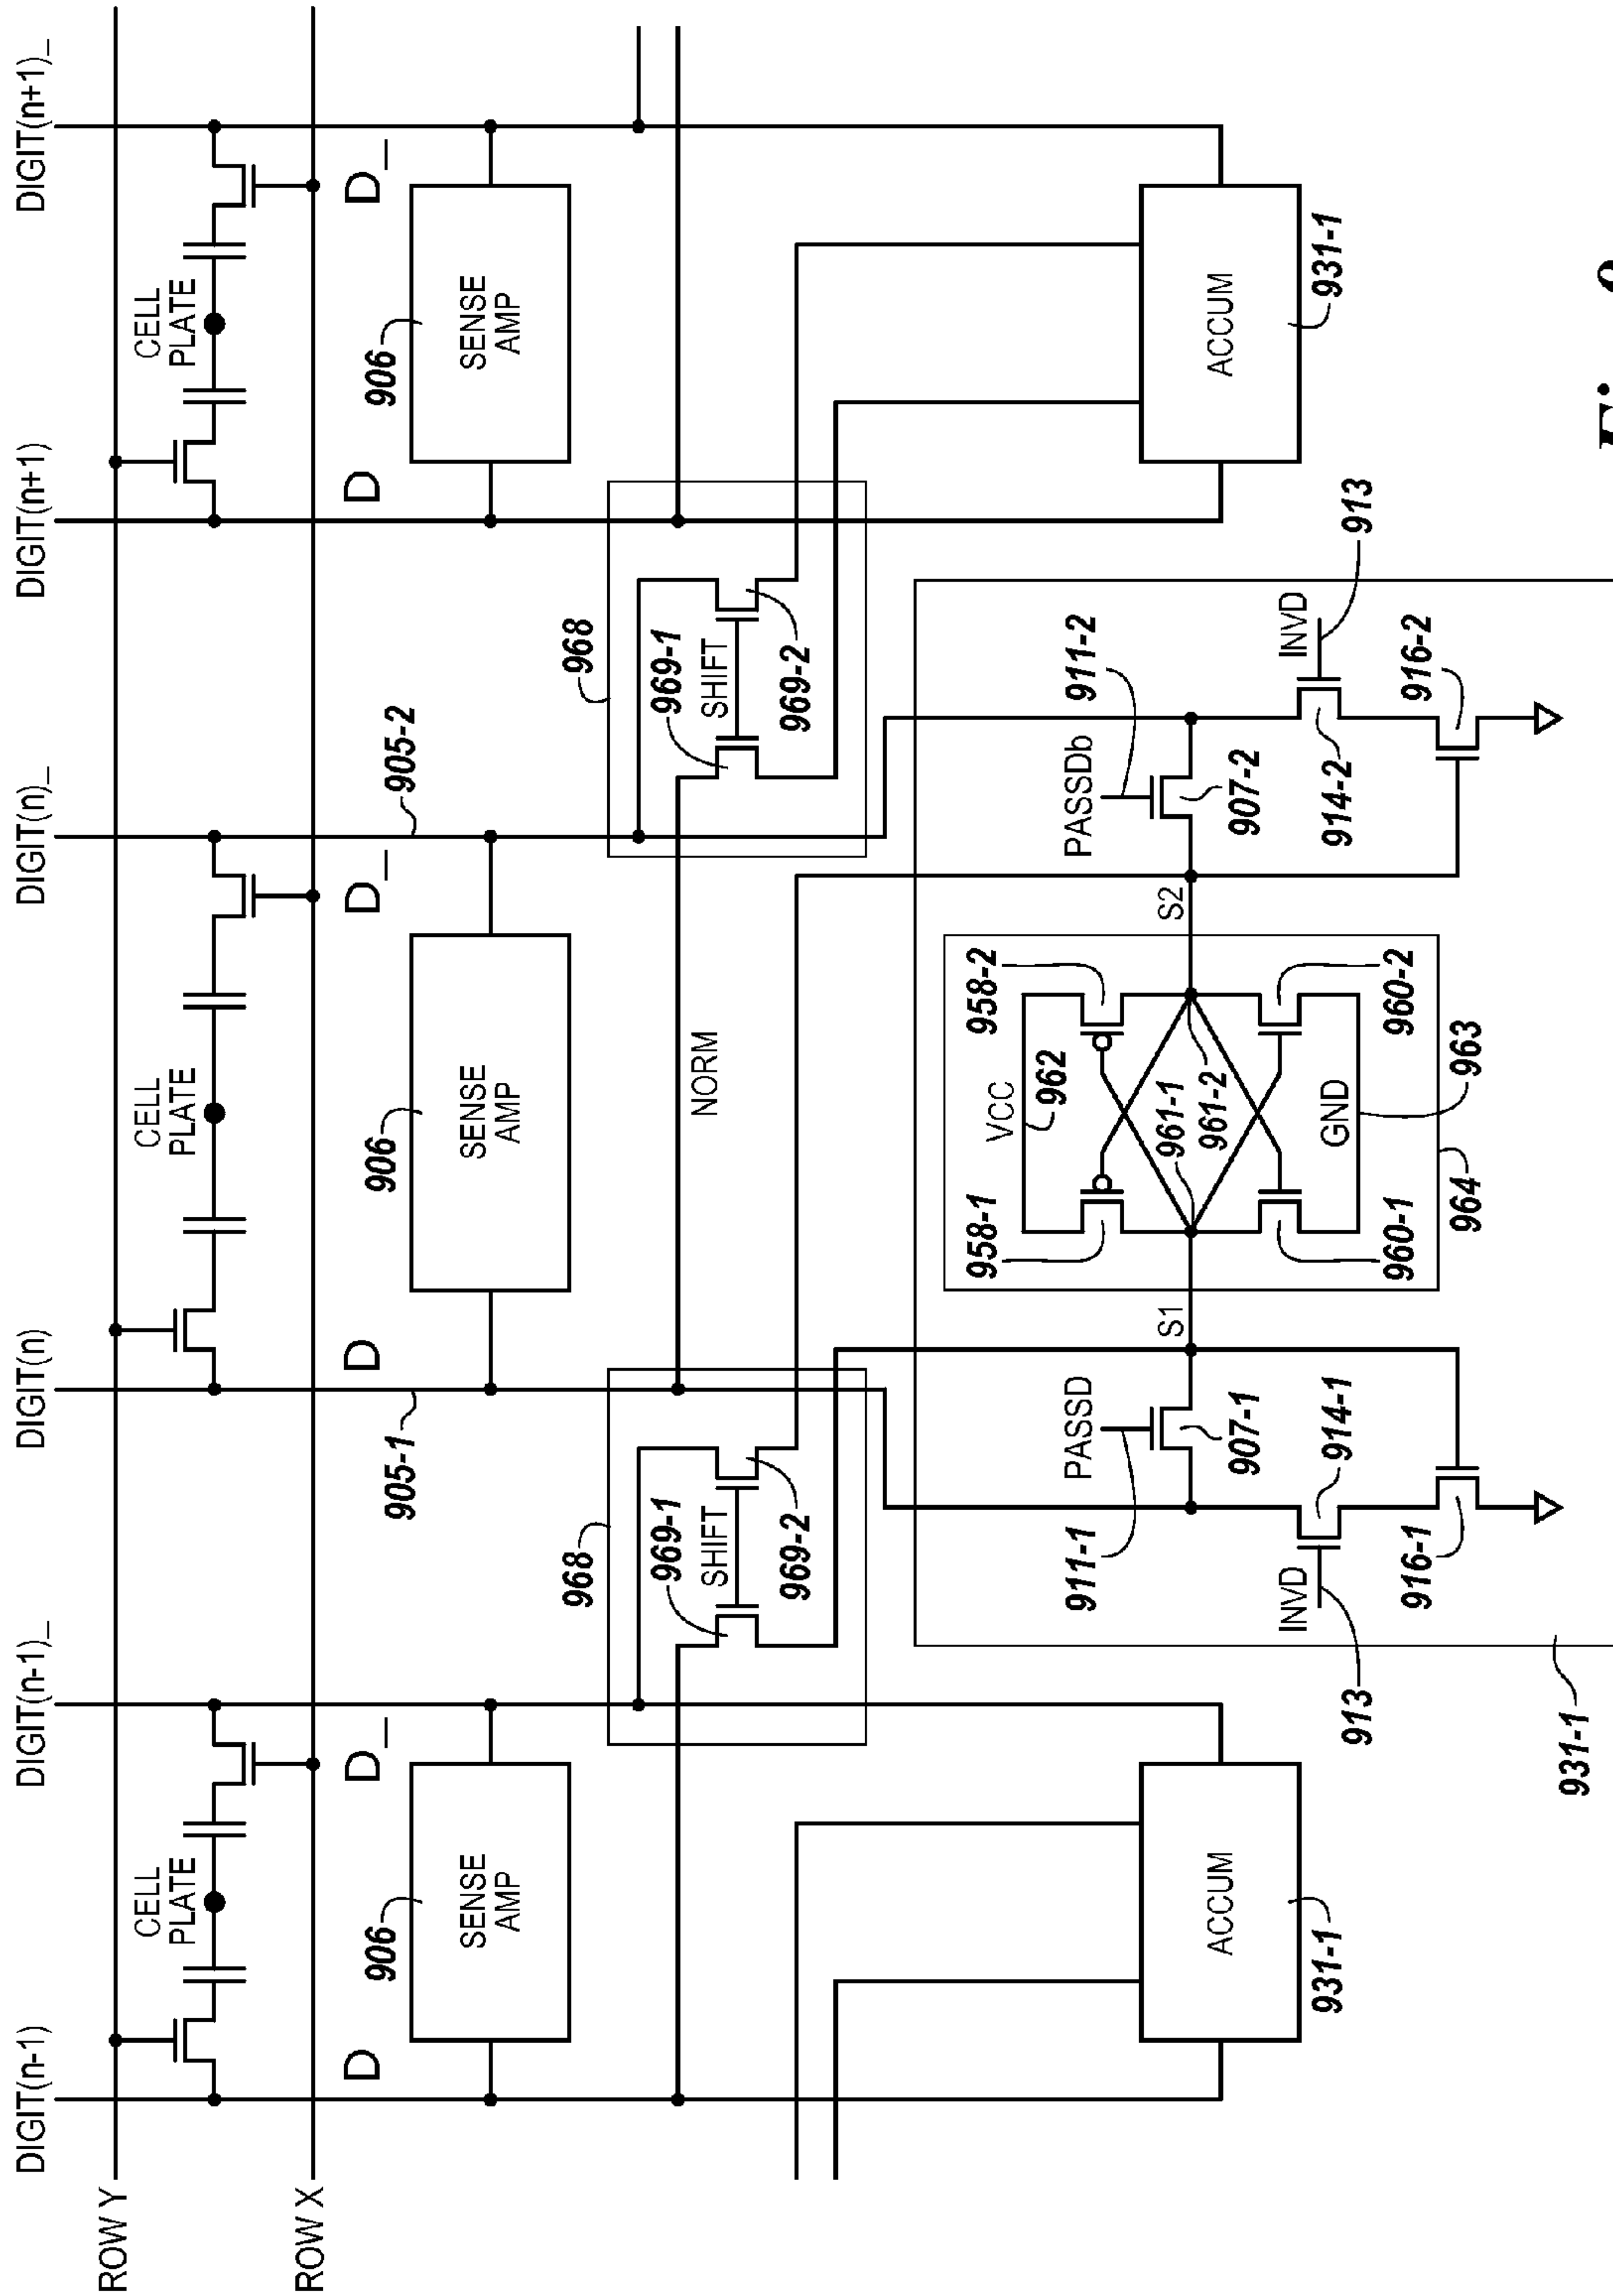 DIGIT(n-1)
DIGIT(n-1)_
DIGIT(n)
DIGIT(n)_
DIGIT(n+1)
DIGIT(n+1)_
ROW Y
CELL
PLATE
CELL
PLATE
CELL
PLATE
ROW X
D
D_
D
D_
D
D_
906
906
906
905-1
905-2
SENSE
AMP
SENSE
AMP
SENSE
AMP
968
968
969-1
SHIFT
969-2
NORM
969-1
SHIFT
969-2
911-1
PASSD
958-1
VCC
962
958-2
PASSDb
911-2
S1
961-1
961-2
S2
ACCUM
907-1
907-2
ACCUM
INVD
914-1
GND
914-2
INVD
931-1
913
916-1
960-1
964
963
960-2
916-2
913
931-1
931-1